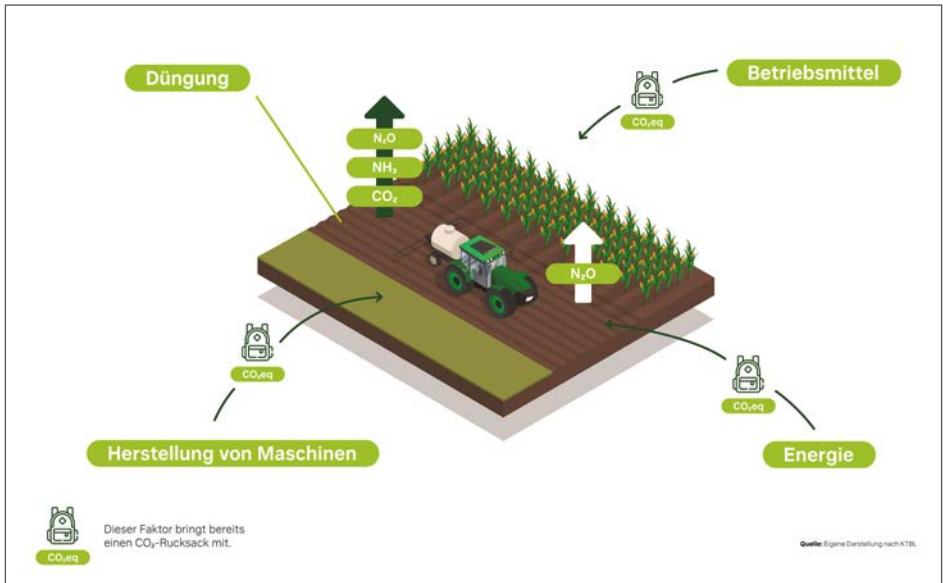 Düngung
Betriebsmittel
CO₂eq
N₂O
NH₃
CO₂
N₂O
CO₂eq
CO₂eq
Herstellung von Maschinen
Energie
CO₂eq
Dieser Faktor bringt bereits
einen CO₂-Rucksack mit.
Quelle: Eigene Darstellung nach KTBL